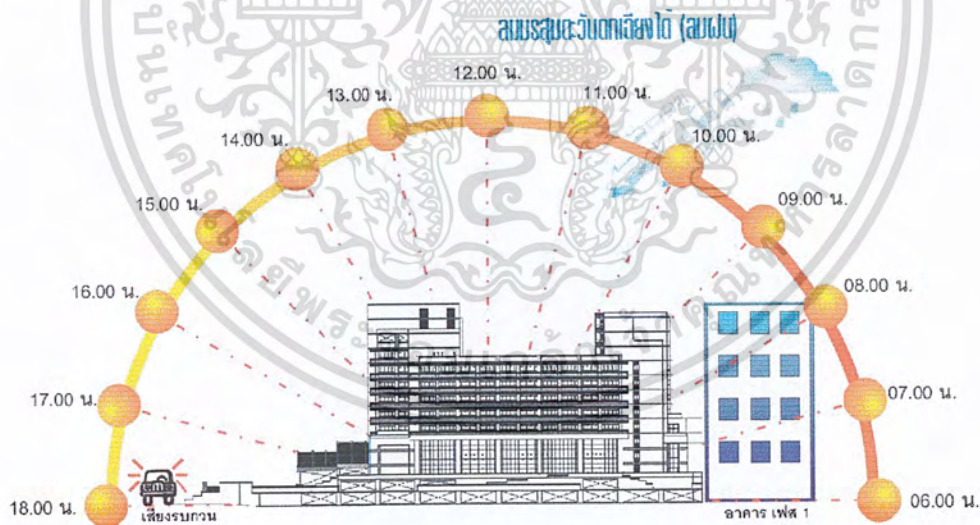 ลมมรสุมตะวันตกเฉียงใต้ (ลมฝน)
12.00 น.
13.00 น.
11.00 น.
14.00 น.
10.00 น.
15.00 น.
09.00 น.
16.00 น.
08.00 น.
17.00 น.
07.00 น.
18.00 น.
เสียงรบกวน
อาคาร เฟส 1
06.00 น.